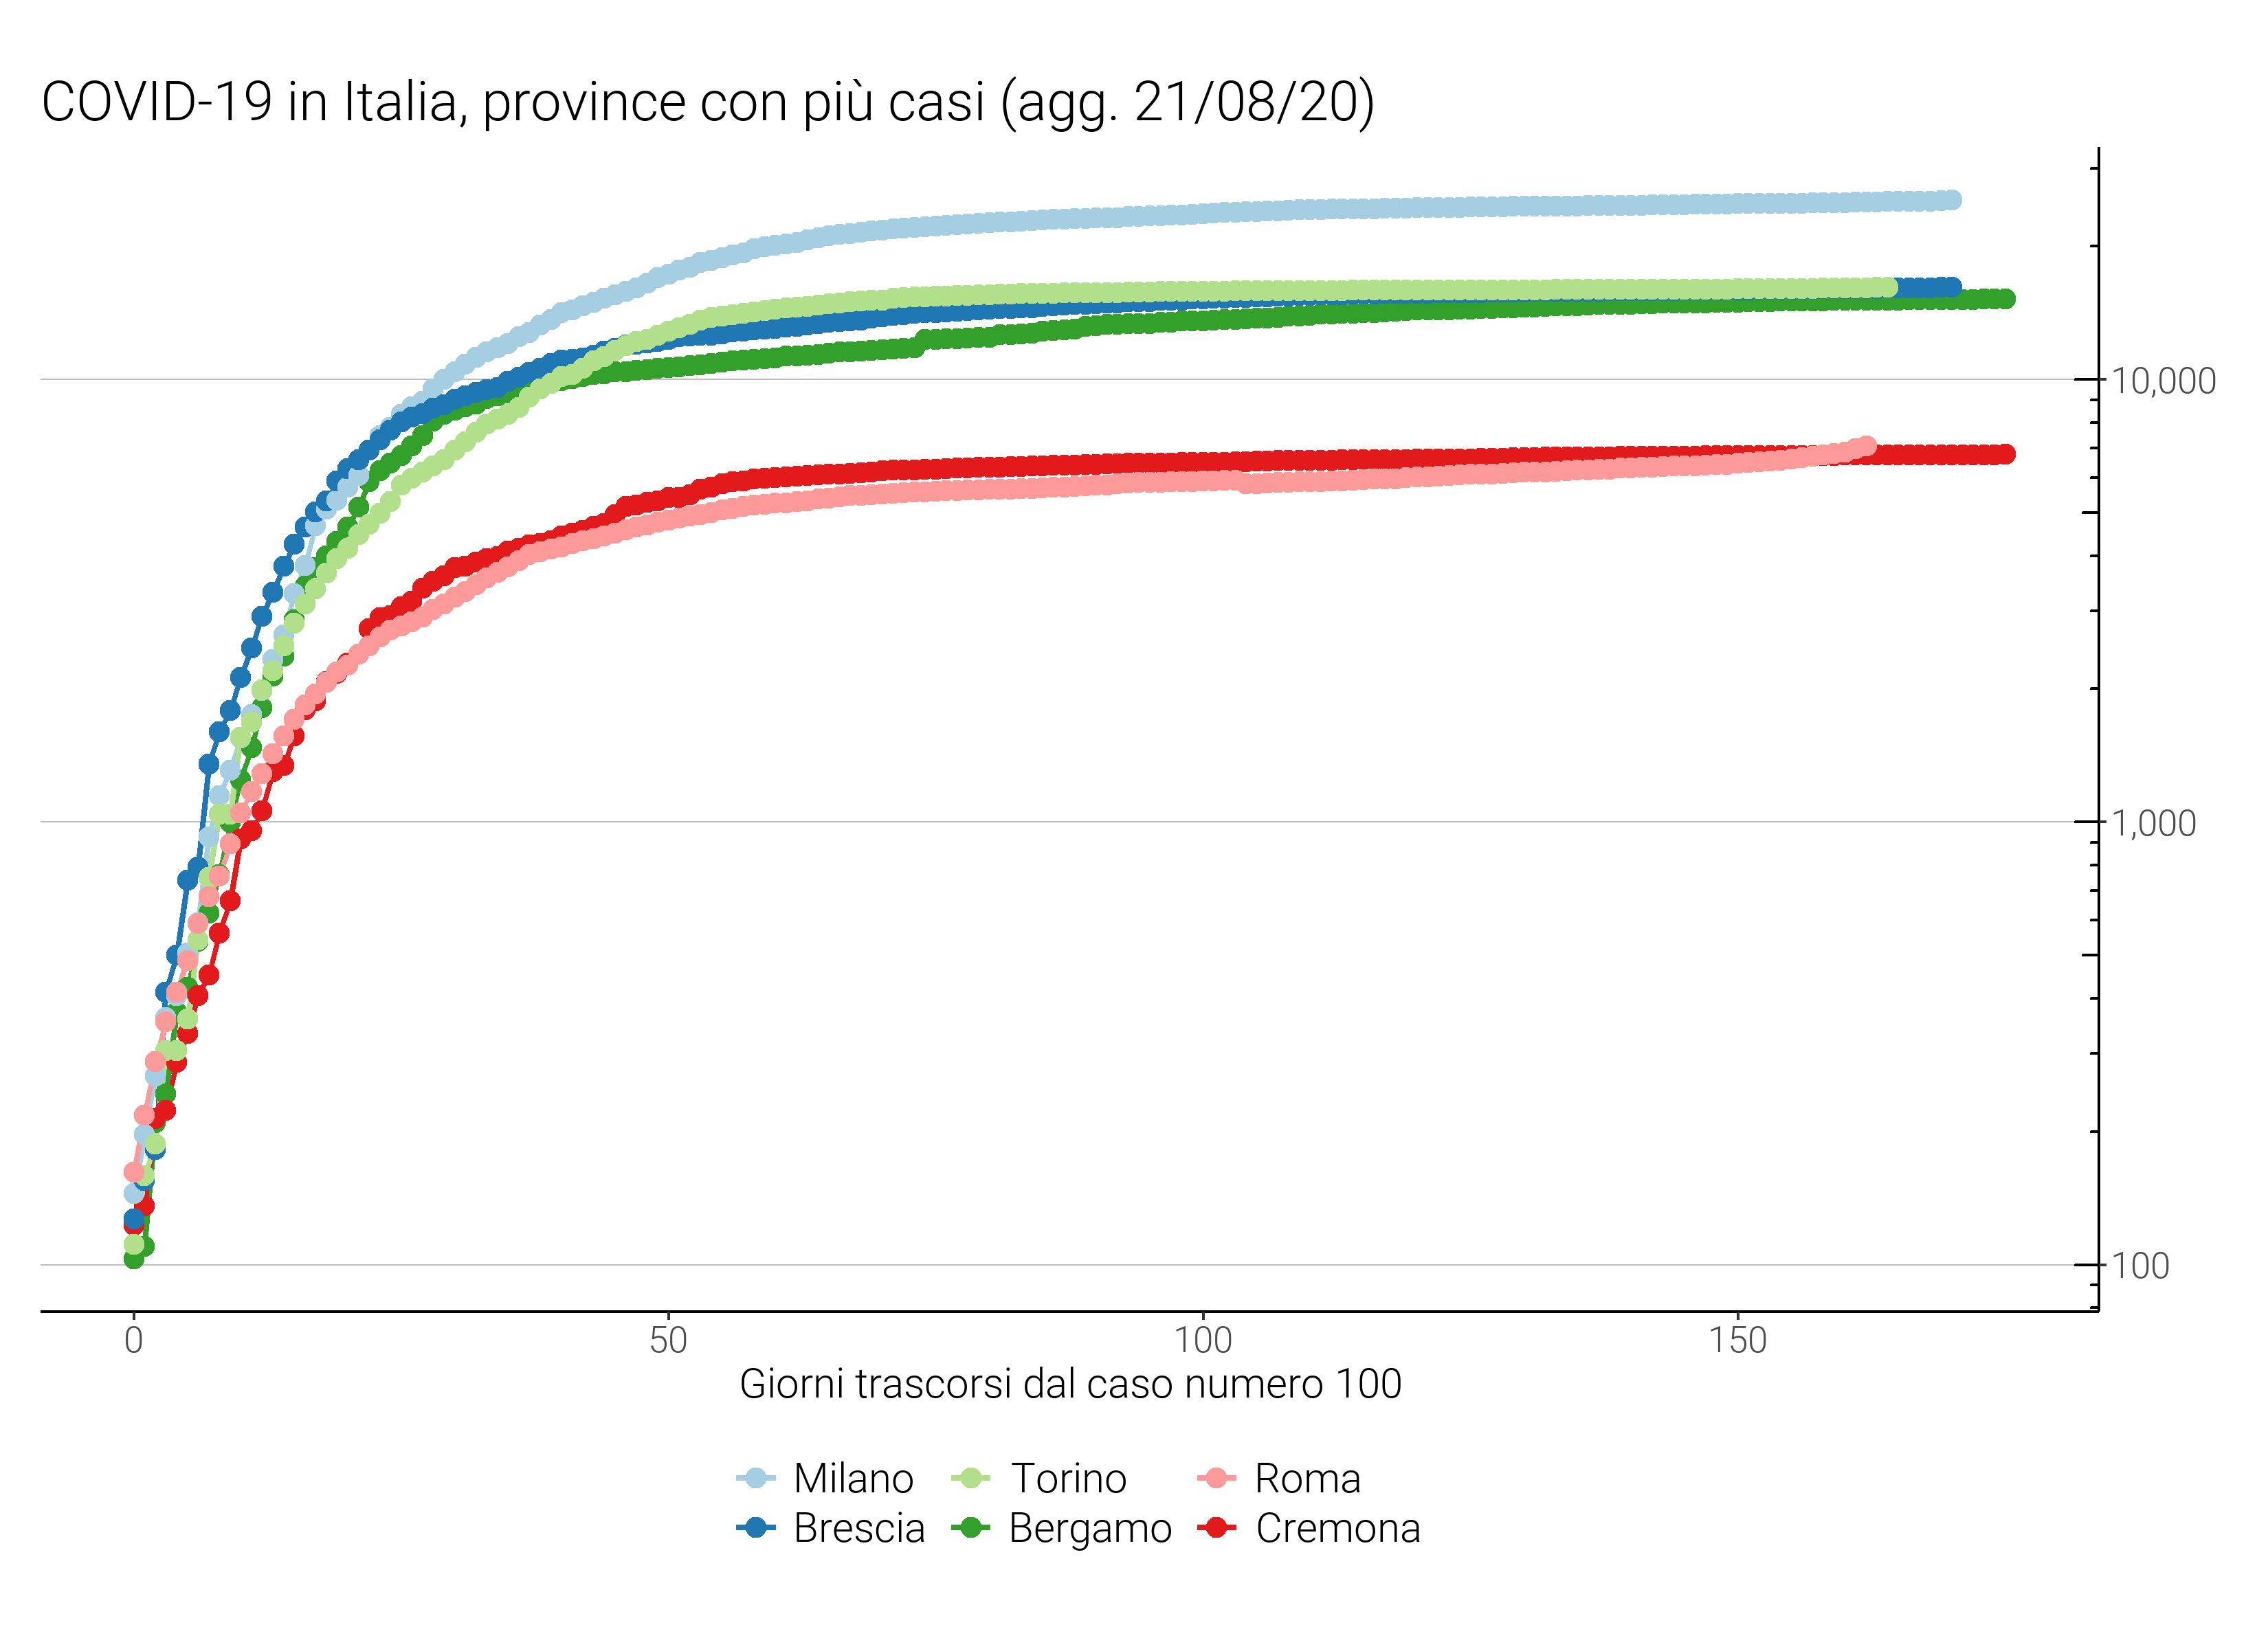 COVID-19 in Italia, province con più casi (agg. 21/08/20)
10,000
1,000
100
0 50 100 150
Giorni trascorsi dal caso numero 100
Milano Torino Roma
Brescia Bergamo Cremona